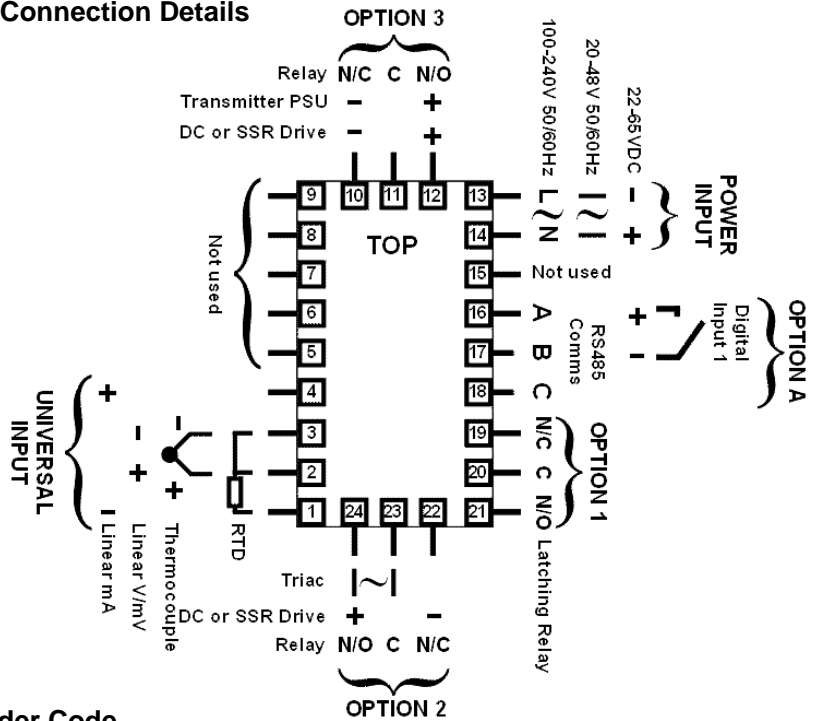 Connection Details
OPTION 3
Relay N/C C N/O
Transmitter PSU − +
DC or SSR Drive − +
100-240V 50/60Hz
20-48V 50/60Hz
22-65VDC
POWER INPUT
L ~ N
~
− +
9 10 11 12 13
8 TOP 14
7 15 Not used
6 16 A
5 17 B
4 18 C
3 19 N/C
2 20 C
1 24 23 22 21 N/O
Not used
RS485 Comms
+ −
Digital Input 1
OPTION A
OPTION 1
Latching Relay
UNIVERSAL INPUT
+ − Linear mA
− + Linear V/mV
− + Thermocouple
RTD
Triac ~
DC or SSR Drive + −
Relay N/O C N/C
OPTION 2
der Code